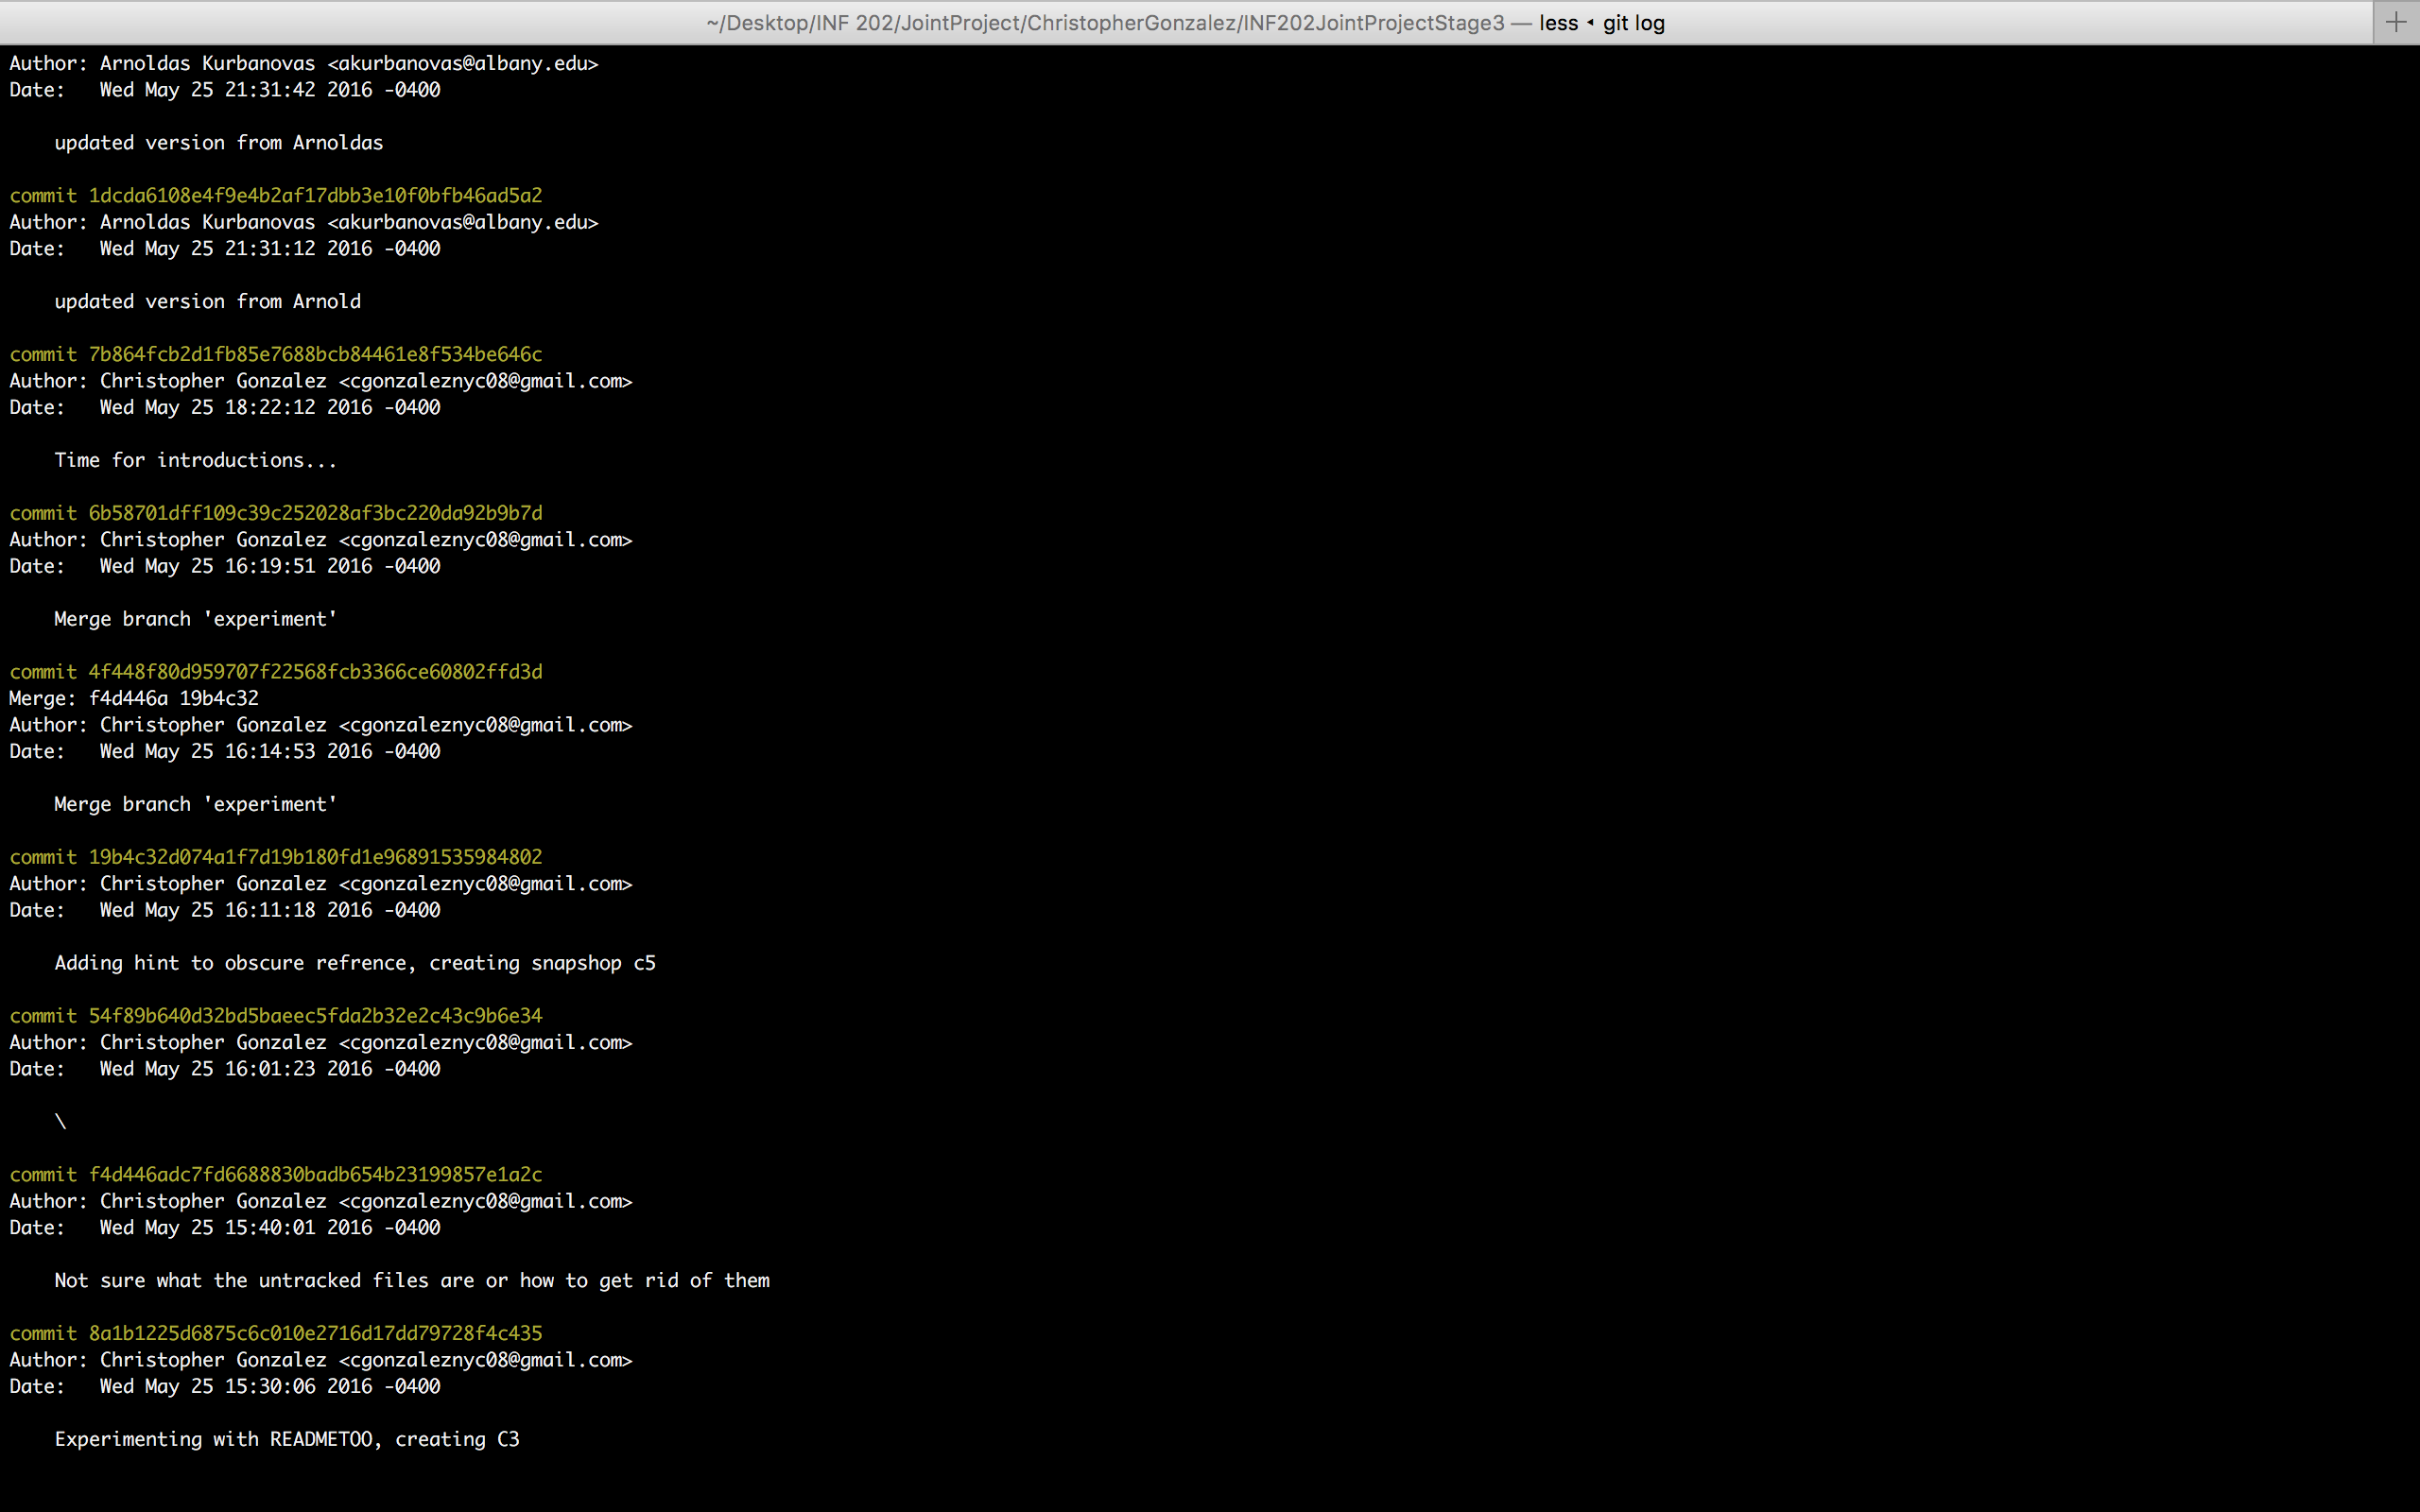 ~/Desktop/INF 202/JointProject/ChristopherGonzalez/INF202JointProjectStage3 — less ◂ git log
Author: Arnoldas Kurbanovas <akurbanovas@albany.edu>
Date:   Wed May 25 21:31:42 2016 -0400
updated version from Arnoldas
commit 1dcda6108e4f9e4b2af17dbb3e10f0bfb46ad5a2
Author: Arnoldas Kurbanovas <akurbanovas@albany.edu>
Date:   Wed May 25 21:31:12 2016 -0400
updated version from Arnold
commit 7b864fcb2d1fb85e7688bcb84461e8f534be646c
Author: Christopher Gonzalez <cgonzaleznyc08@gmail.com>
Date:   Wed May 25 18:22:12 2016 -0400
Time for introductions...
commit 6b58701dff109c39c252028af3bc220da92b9b7d
Author: Christopher Gonzalez <cgonzaleznyc08@gmail.com>
Date:   Wed May 25 16:19:51 2016 -0400
Merge branch 'experiment'
commit 4f448f80d959707f22568fcb3366ce60802ffd3d
Merge: f4d446a 19b4c32
Author: Christopher Gonzalez <cgonzaleznyc08@gmail.com>
Date:   Wed May 25 16:14:53 2016 -0400
Merge branch 'experiment'
commit 19b4c32d074a1f7d19b180fd1e96891535984802
Author: Christopher Gonzalez <cgonzaleznyc08@gmail.com>
Date:   Wed May 25 16:11:18 2016 -0400
Adding hint to obscure refrence, creating snapshop c5
commit 54f89b640d32bd5baeec5fda2b32e2c43c9b6e34
Author: Christopher Gonzalez <cgonzaleznyc08@gmail.com>
Date:   Wed May 25 16:01:23 2016 -0400
\
commit f4d446adc7fd6688830badb654b23199857e1a2c
Author: Christopher Gonzalez <cgonzaleznyc08@gmail.com>
Date:   Wed May 25 15:40:01 2016 -0400
Not sure what the untracked files are or how to get rid of them
commit 8a1b1225d6875c6c010e2716d17dd79728f4c435
Author: Christopher Gonzalez <cgonzaleznyc08@gmail.com>
Date:   Wed May 25 15:30:06 2016 -0400
Experimenting with READMETOO, creating C3